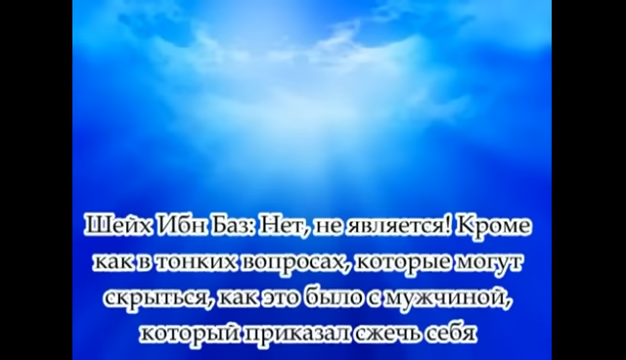 Шейх Ибн Баз: Нет, не является! Кроме
как в тонких вопросах, которые могут
скрыться, как это было с мужчиной,
который приказал сжечь себя